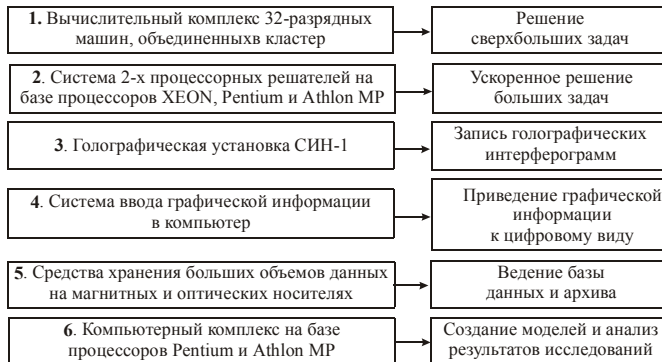 1. Вычислительный комплекс 32-разрядных
машин, объединенныхв кластер
Решение
сверхбольших задач
2. Система 2-х процессорных решателей на
базе процессоров XEON, Pentium и Athlon MP
Ускоренное решение
больших задач
3. Голографическая установка СИН-1
Запись голографических
интерферограмм
4. Система ввода графической информации
в компьютер
Приведение графической
информации
к цифровому виду
5. Средства хранения больших объемов данных
на магнитных и оптических носителях
Ведение базы
данных и архива
6. Компьютерный комплекс на базе
процессоров Pentium и Athlon MP
Создание моделей и анализ
результатов исследований